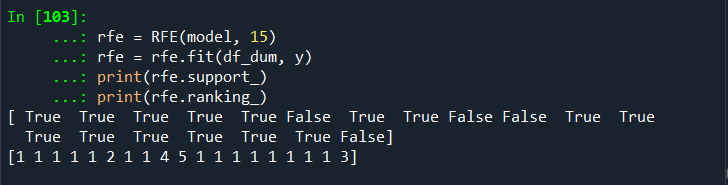 In [103]:
...: rfe = RFE(model, 15)
...: rfe = rfe.fit(df_dum, y)
...: print(rfe.support_)
...: print(rfe.ranking_)
[ True  True  True  True  True False  True  True False False  True  True
  True  True  True  True  True  True False]
[1 1 1 1 1 2 1 1 4 5 1 1 1 1 1 1 1 1 3]